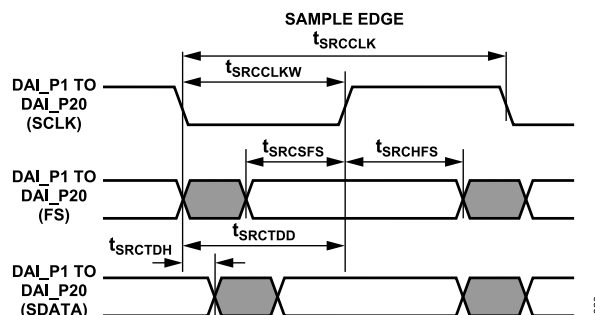 SAMPLE EDGE
tSRCCLK
tSRCCLKW
DAI_P1 TO
DAI_P20
(SCLK)
tSRCSFS
tSRCHFS
DAI_P1 TO
DAI_P20
(FS)
tSRCTDD
tSRCTDH
DAI_P1 TO
DAI_P20
(SDATA)